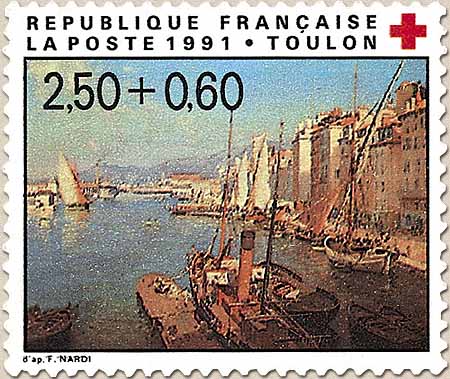 REPUBLIQUE FRANÇAISE
LA POSTE 1991 • TOULON
2,50 + 0,60
d'ap. F. NARDI